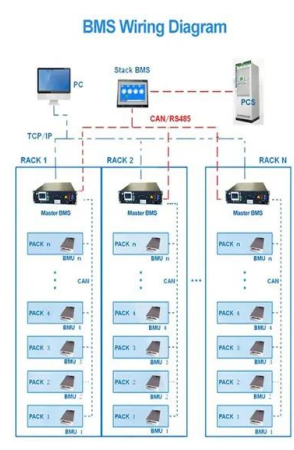 BMS Wiring Diagram
PC
Stack BMS
PCS
CAN/RS485
TCP/IP
RACK 1
RACK 2
RACK N
Master BMS
Master BMS
Master BMS
PACK n
BMU n
PACK n
BMU n
PACK n
BMU n
CAN
CAN
CAN
PACK 4
BMU 4
PACK 4
BMU 4
PACK 4
BMU 4
PACK 3
BMU 3
PACK 3
BMU 3
PACK 3
BMU 3
PACK 2
BMU 2
PACK 2
BMU 2
PACK 2
BMU 2
PACK 1
BMU 1
PACK 1
BMU 1
PACK 1
BMU 1